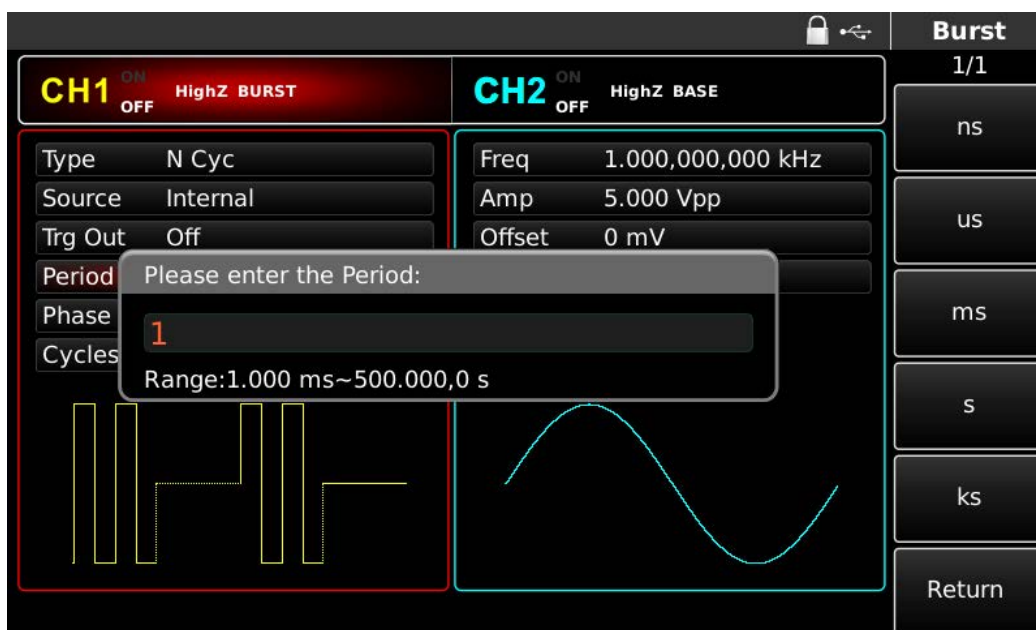 Burst
1/1
CH1 ON OFF HighZ BURST
CH2 ON OFF HighZ BASE
Type N Cyc
Source Internal
Trg Out Off
Period
Phase
Cycles
Freq 1.000,000,000 kHz
Amp 5.000 Vpp
Offset 0 mV
Please enter the Period:
1
Range:1.000 ms~500.000,0 s
ns
us
ms
s
ks
Return